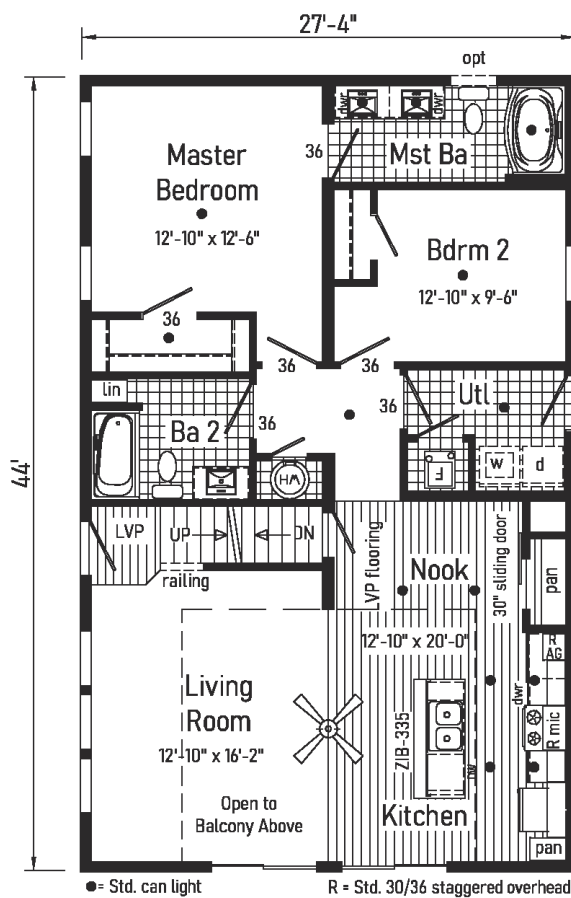 27'-4"
opt
44'
dwr
dwr
Master
Bedroom
12'-10" x 12'-6"
36
Mst Ba
Bdrm 2
12'-10" x 9'-6"
36
36
36
lin
Ba 2
36
36
Utl
HW
F
W
d
LVP
UP
DN
railing
LVP flooring
Nook
30" sliding door
pan
12'-10" x 20'-0"
R
AG
Living
Room
12'-10" x 16'-2"
ZIB-335
dwr
R mic
dw
Open to
Balcony Above
Kitchen
pan
●= Std. can light
R = Std. 30/36 staggered overhead